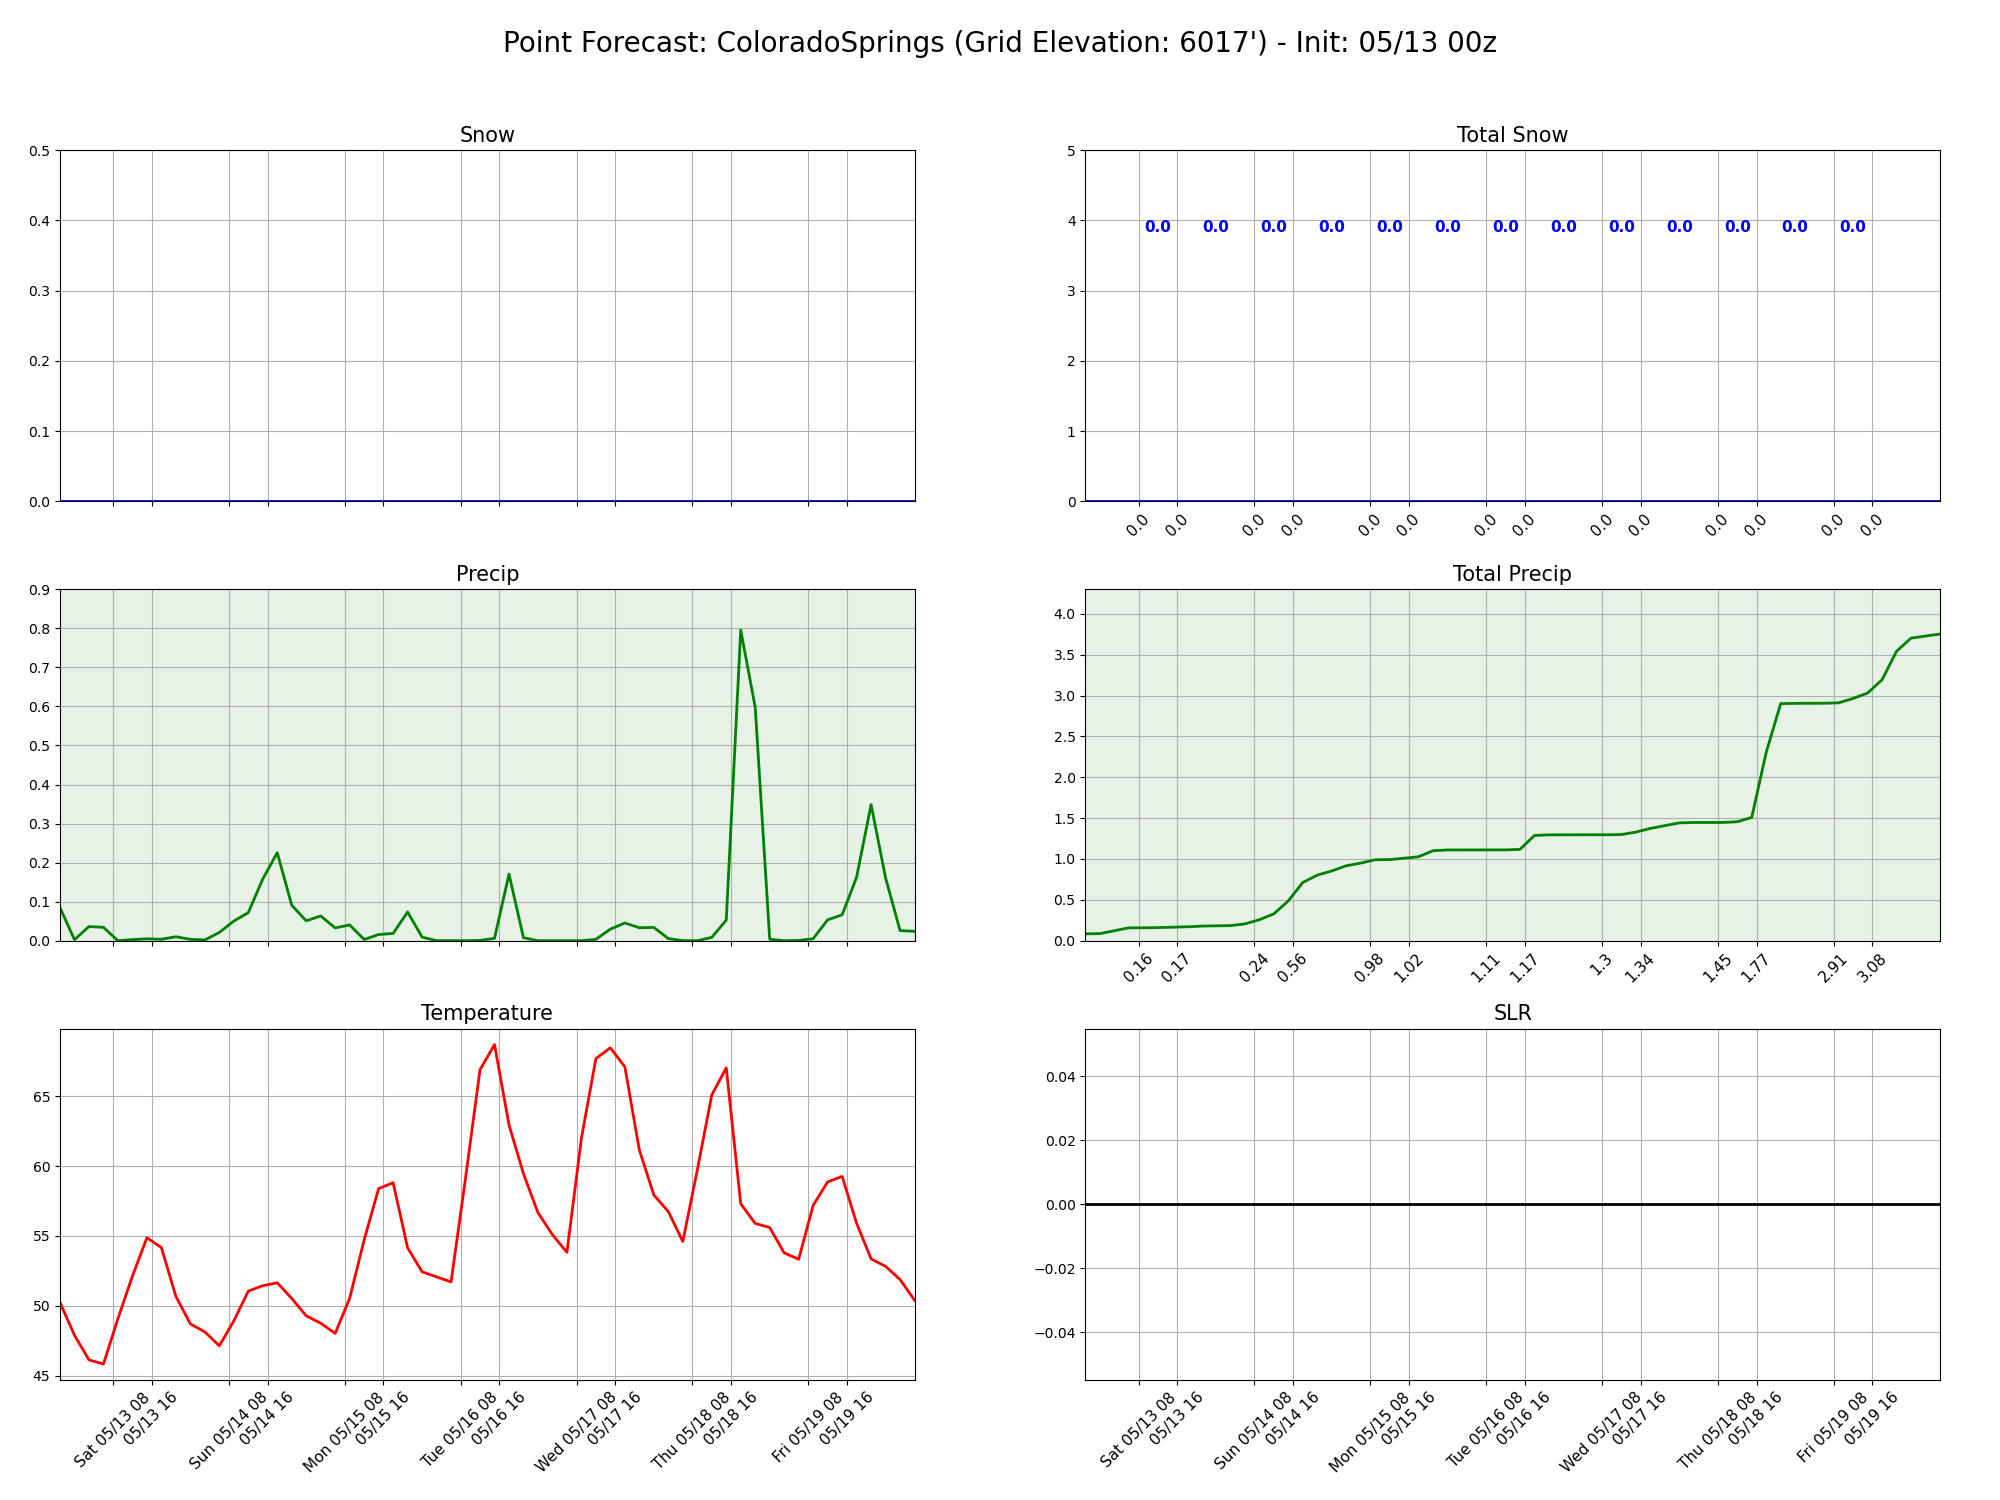 Point Forecast: ColoradoSprings (Grid Elevation: 6017') - Init: 05/13 00z
Snow
0.5
0.4
0.3
0.2
0.1
0.0
Total Snow
5
4
3
2
1
0
0.0 0.0 0.0 0.0 0.0 0.0 0.0 0.0 0.0 0.0 0.0 0.0 0.0
0.0 0.0 0.0 0.0 0.0 0.0 0.0 0.0 0.0 0.0 0.0 0.0 0.0 0.0
Precip
0.9
0.8
0.7
0.6
0.5
0.4
0.3
0.2
0.1
0.0
Total Precip
4.0
3.5
3.0
2.5
2.0
1.5
1.0
0.5
0.0
0.16 0.17 0.24 0.56 0.98 1.02 1.11 1.17 1.3 1.34 1.45 1.77 2.91 3.08
Temperature
65
60
55
50
45
Sat 05/13 08
05/13 16
Sun 05/14 08
05/14 16
Mon 05/15 08
05/15 16
Tue 05/16 08
05/16 16
Wed 05/17 08
05/17 16
Thu 05/18 08
05/18 16
Fri 05/19 08
05/19 16
SLR
0.04
0.02
0.00
−0.02
−0.04
Sat 05/13 08
05/13 16
Sun 05/14 08
05/14 16
Mon 05/15 08
05/15 16
Tue 05/16 08
05/16 16
Wed 05/17 08
05/17 16
Thu 05/18 08
05/18 16
Fri 05/19 08
05/19 16